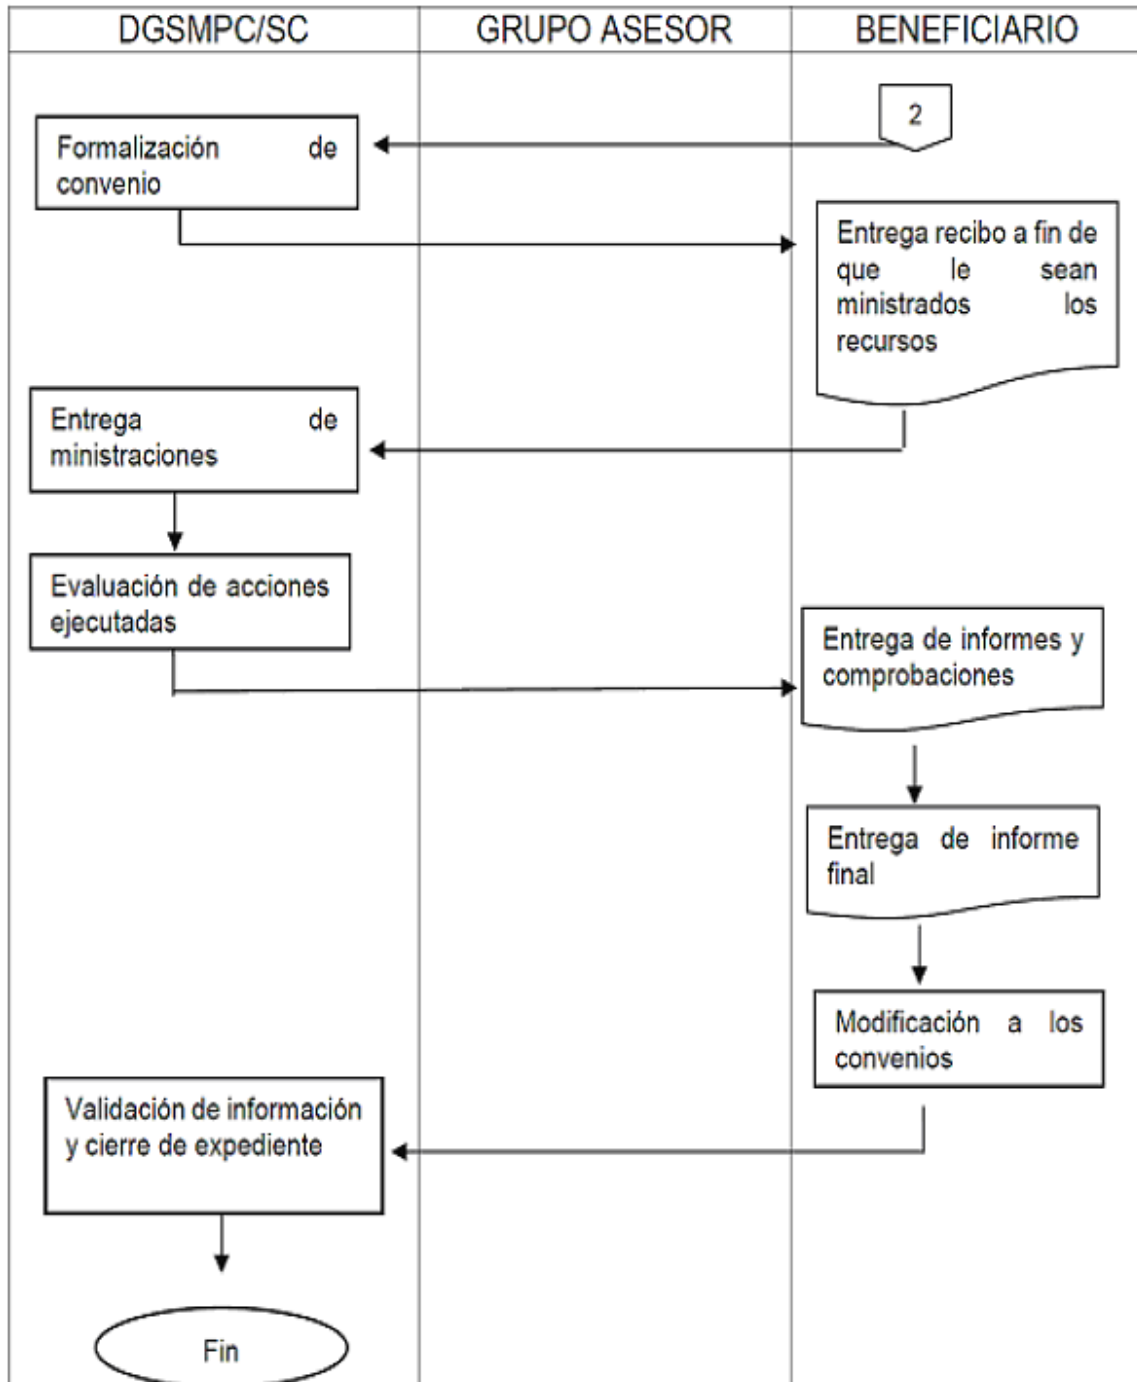 DGSMPC/SC
GRUPO ASESOR
BENEFICIARIO
2
Formalización de
convenio
Entrega recibo a fin de
que le sean
ministrados los
recursos
Entrega de
ministraciones
Evaluación de acciones
ejecutadas
Entrega de informes y
comprobaciones
Entrega de informe
final
Modificación a los
convenios
Validación de información
y cierre de expediente
Fin